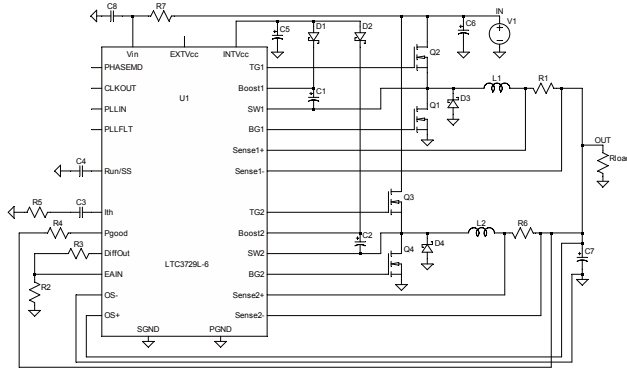 C8
R7
IN
V1
C5
D1
D2
C6
Vin
EXTVcc
INTVcc
Q2
PHASEMD
TG1
CLKOUT
U1
Boost1
C1
L1
R1
D3
PLLIN
SW1
Q1
PLLFLT
BG1
OUT
Sense1+
Rload
C4
Run/SS
Sense1-
Q3
R5
C3
Ith
TG2
R4
L2
R6
Pgood
Boost2
C2
Q4
D4
R3
DiffOut
SW2
C7
LTC3729L-6
EAIN
BG2
R2
OS-
Sense2+
OS+
Sense2-
SGND
PGND